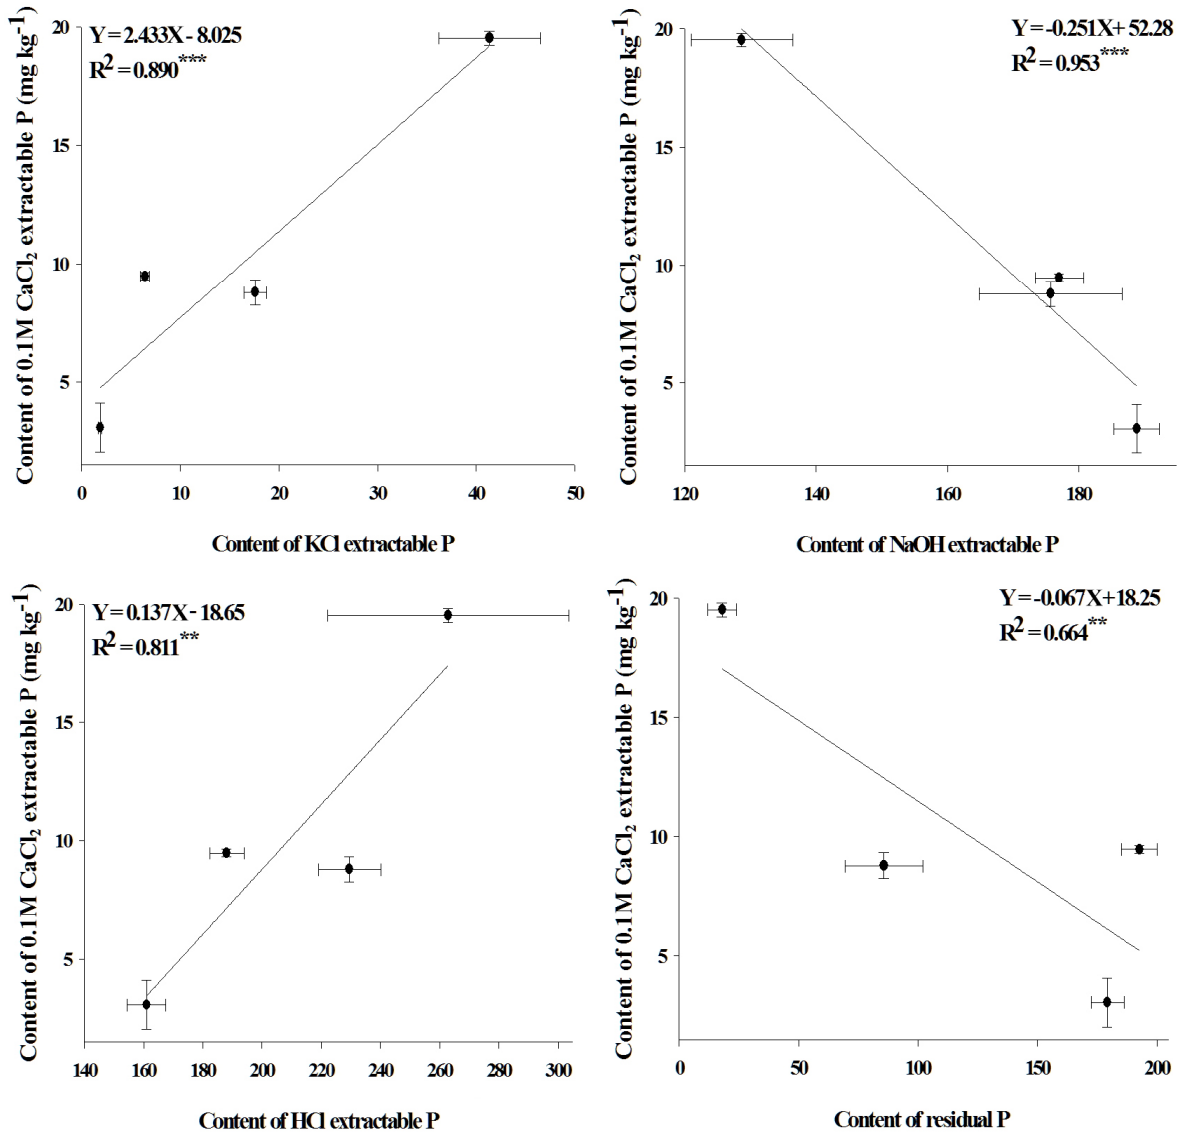 Y = 2.433X - 8.025
R² = 0.890***
Content of 0.1M CaCl₂ extractable P (mg kg⁻¹)
20
15
10
5
0 10 20 30 40 50
Content of KCl extractable P
Y = -0.251X + 52.28
R² = 0.953***
Content of 0.1M CaCl₂ extractable P (mg kg⁻¹)
20
15
10
5
120 140 160 180
Content of NaOH extractable P
Y = 0.137X - 18.65
R² = 0.811**
Content of 0.1M CaCl₂ extractable P (mg kg⁻¹)
20
15
10
5
140 160 180 200 220 240 260 280 300
Content of HCl extractable P
Y = -0.067X+18.25
R² = 0.664**
Content of 0.1M CaCl₂ extractable P (mg kg⁻¹)
20
15
10
5
0 50 100 150 200
Content of residual P